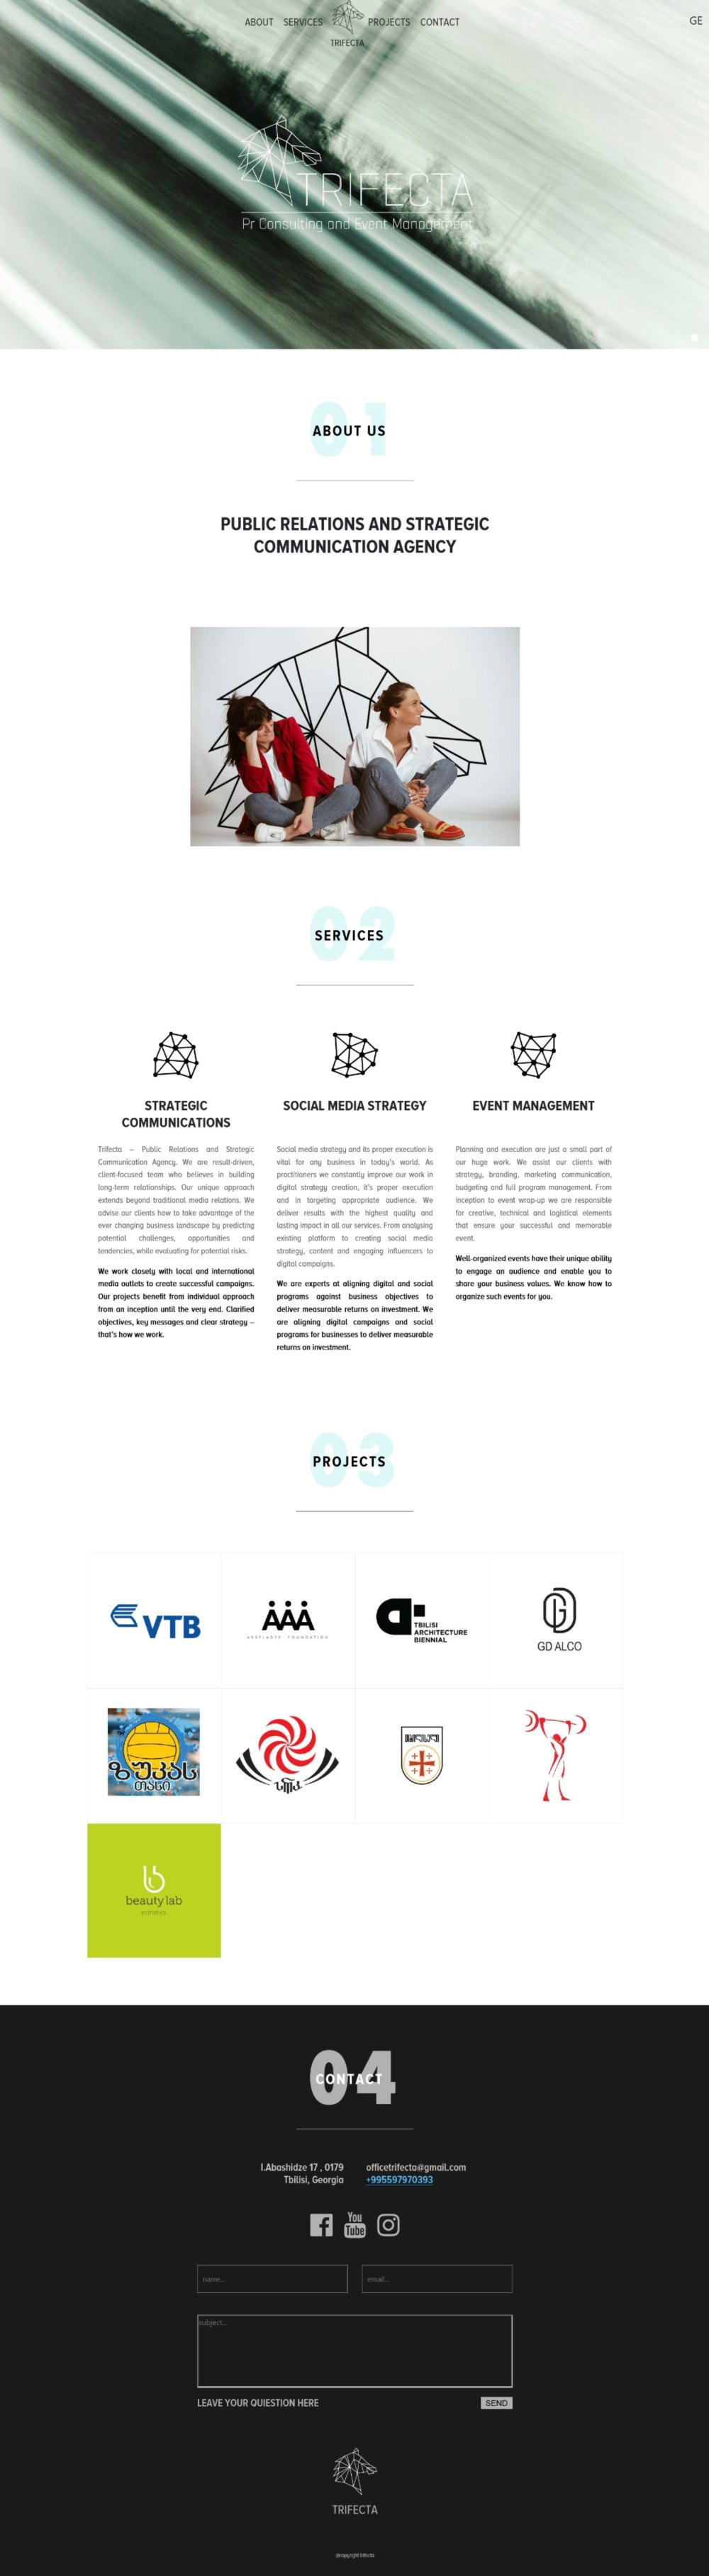 ABOUT SERVICES PROJECTS CONTACT GE
TRIFECTA
TRIFECTA
Pr Consulting and Event Management
01
ABOUT US
PUBLIC RELATIONS AND STRATEGIC
COMMUNICATION AGENCY
02
SERVICES
STRATEGIC
COMMUNICATIONS
Trifecta – Public Relations and Strategic
Communication Agency. We are result-driven,
client-focused team who believes in building
long-term relationships. Our unique approach
extends beyond traditional media relations. We
advise our clients how to take advantage of the
ever changing business landscape by predicting
potential challenges, opportunities and
tendencies, while evaluating for potential risks.
We work closely with local and international
media outlets to create successful campaigns.
Our projects benefit from individual approach
from an inception until the very end. Clarified
objectives, key messages and clear strategy –
that's how we work.
SOCIAL MEDIA STRATEGY
Social media strategy and its proper execution is
vital for any business in today's world. As
practitioners we constantly improve our work in
digital strategy creation, it's proper execution
and in targeting appropriate audience. We
deliver results with the highest quality and
lasting impact in all our services. From analysing
existing platform to creating social media
strategy, content and engaging influencers to
digital campaigns.
We are experts at aligning digital and social
programs against business objectives to
deliver measurable returns on investment. We
are aligning digital campaigns and social
programs for businesses to deliver measurable
returns on investment.
EVENT MANAGEMENT
Planning and execution are just a small part of
our huge work. We assist our clients with
strategy, branding, marketing communication,
budgeting and full program management. From
inception to event wrap-up we are responsible
for creative, technical and logistical elements
that ensure your successful and memorable
event.
Well-organized events have their unique ability
to engage an audience and enable you to
share your business values. We know how to
organize such events for you.
03
PROJECTS
VTB
TBILISI
ARCHITECTURE
BIENNIAL
GD ALCO
ზეუკას
თასი
beauty lab
esthetics
04
CONTACT
I.Abashidze 17 , 0179
Tbilisi, Georgia
officetrifecta@gmail.com
+995597970393
You
Tube
name...
email...
subject...
LEAVE YOUR QUIESTION HERE
SEND
TRIFECTA